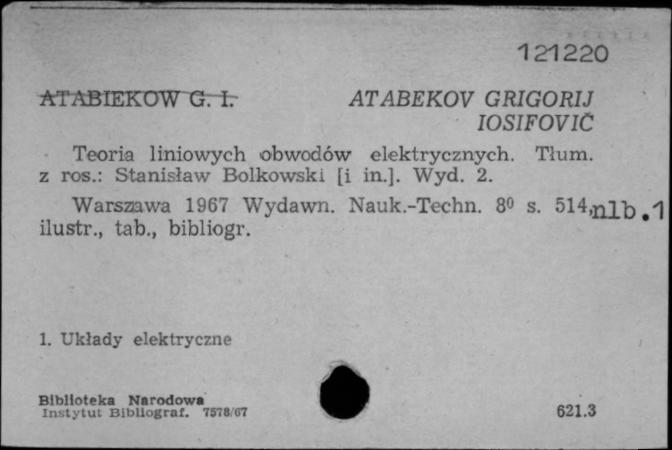 121220
ATABIEKOW G. I. ATABEKOV GRIGORIJ
IOSIFOVIČ
Teoria liniowych obwodów elektrycznych. Tłum.
z ros.: Stanisław Bolkowski [i in.]. Wyd. 2.
Warszawa 1967 Wydawn. Nauk.-Techn. 8⁰ s. 514, nlb. 1
ilustr., tab., bibliogr.
1. Układy elektryczne
Biblioteka Narodowa
Instytut Bibliograf. 7578/67 621.3